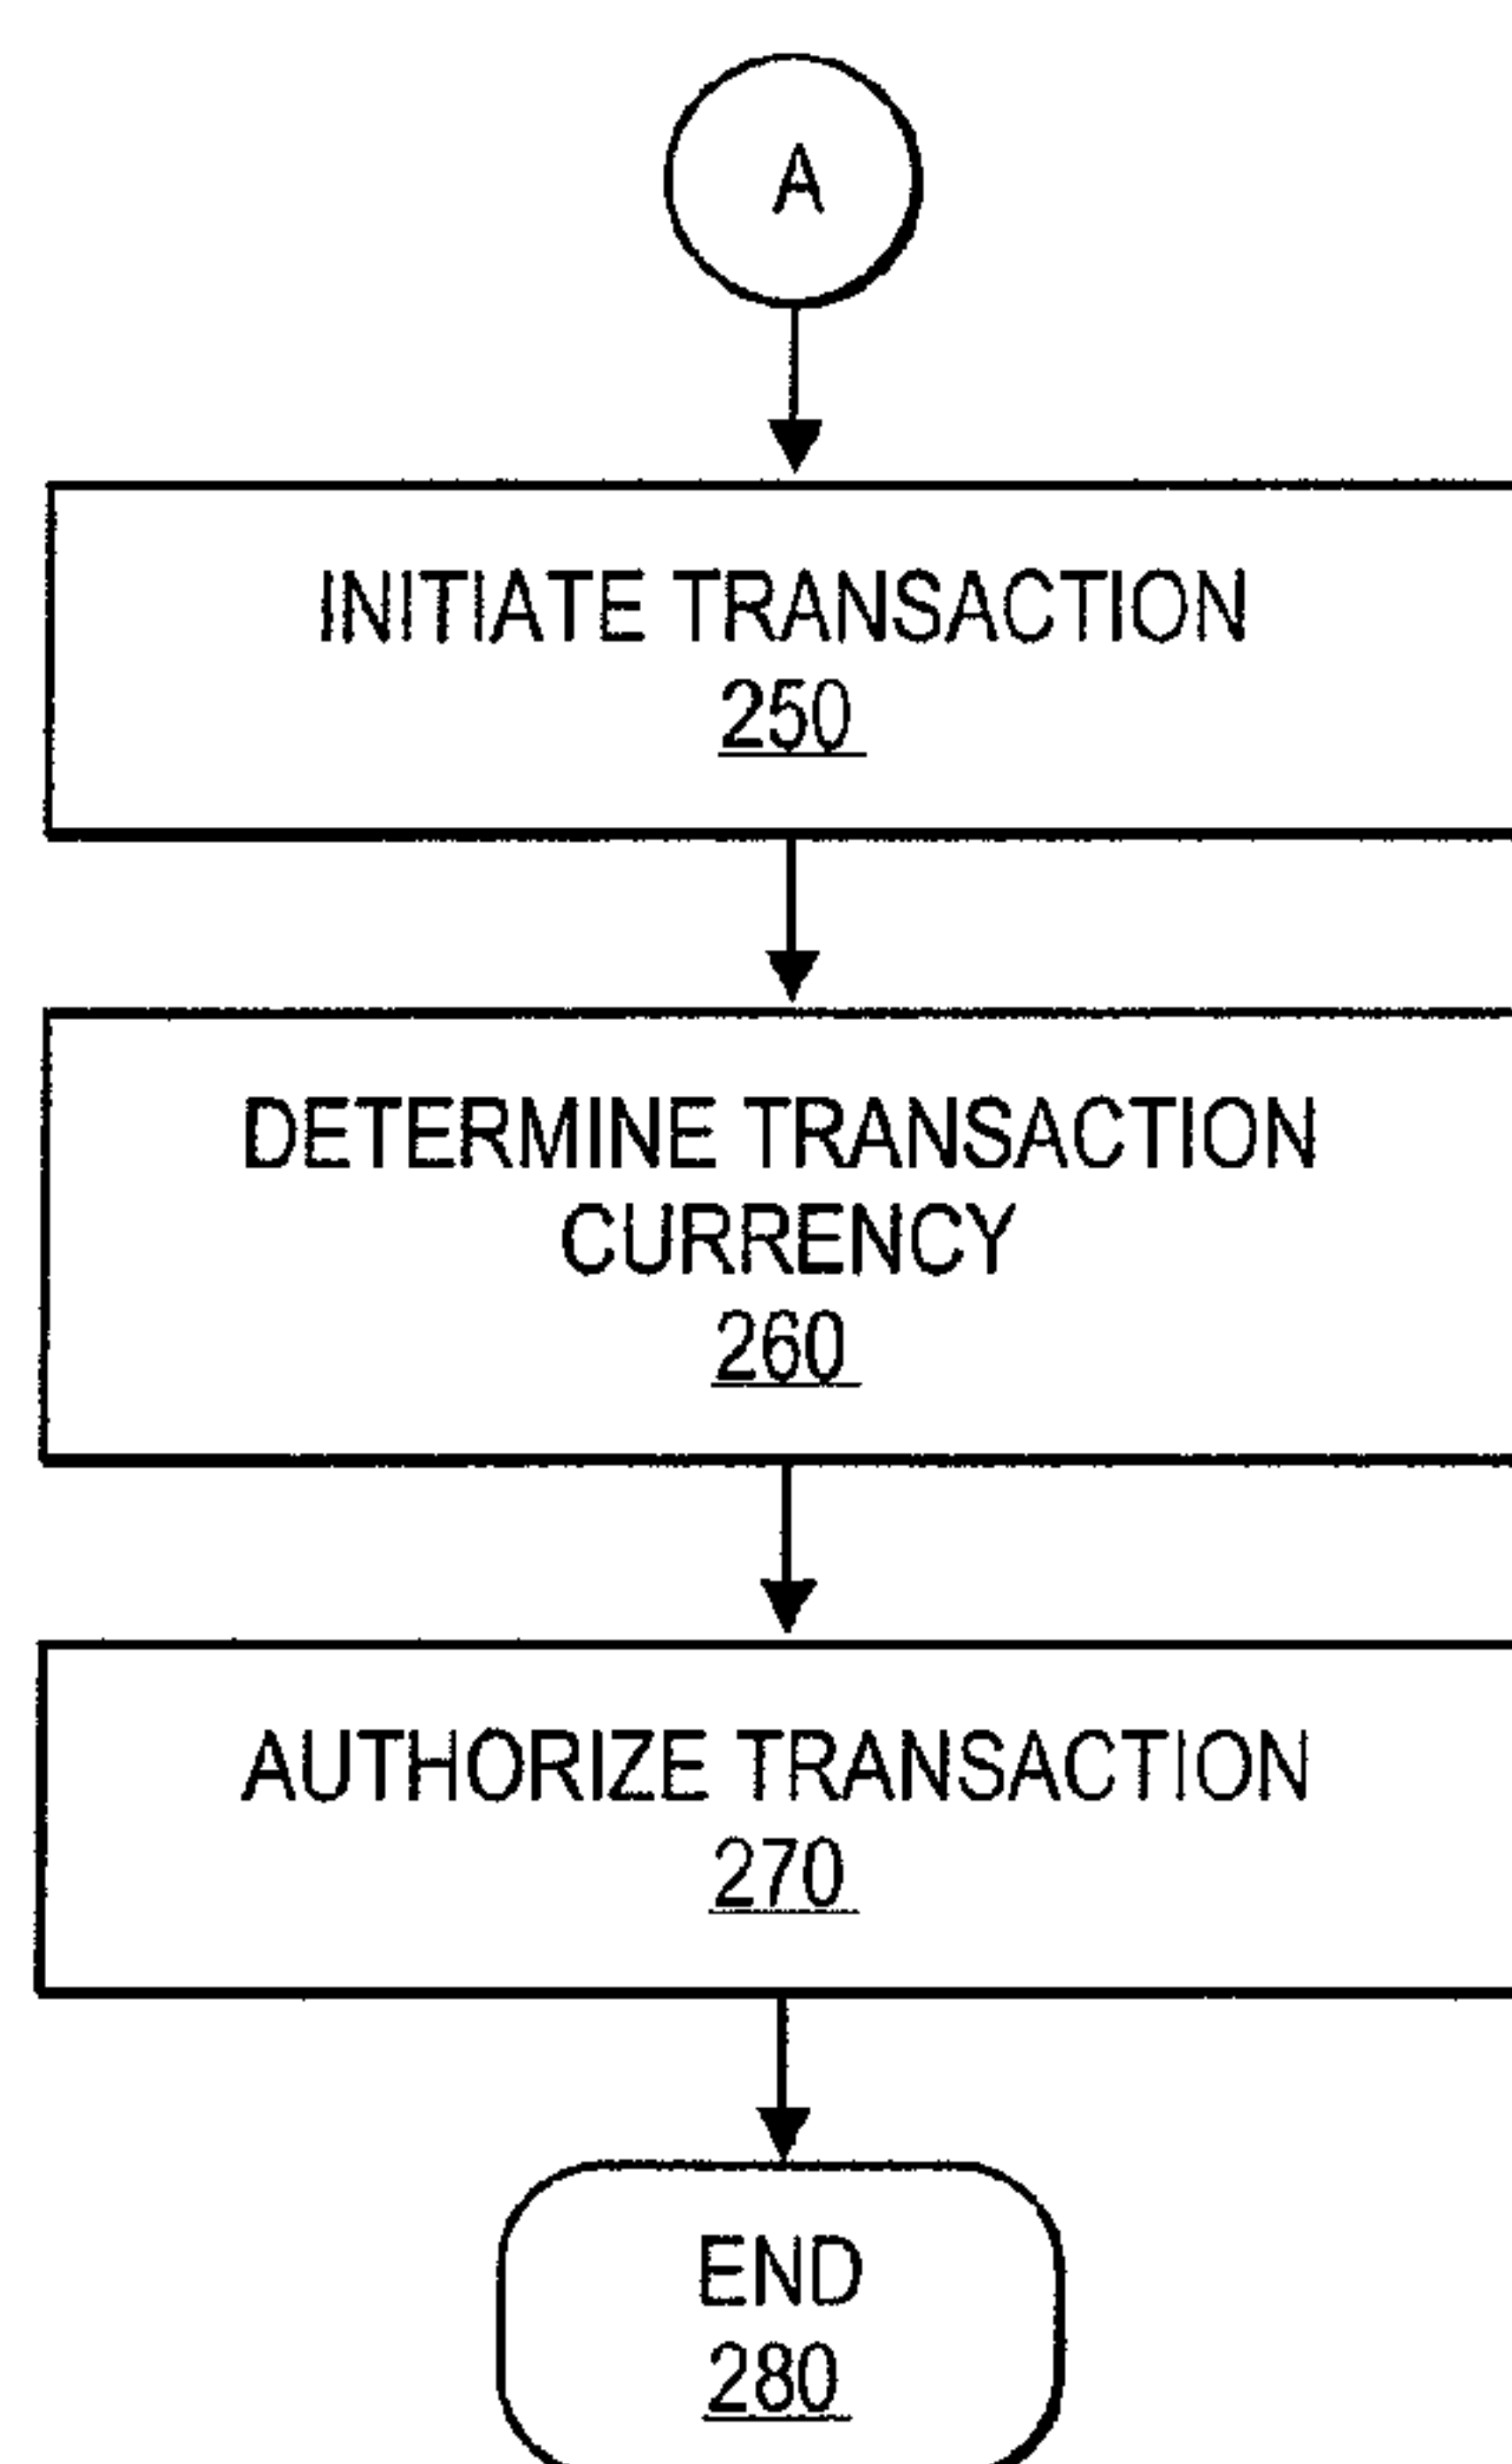 A
INITIATE TRANSACTION
250
DETERMINE TRANSACTION
CURRENCY
260
AUTHORIZE TRANSACTION
270
END
280